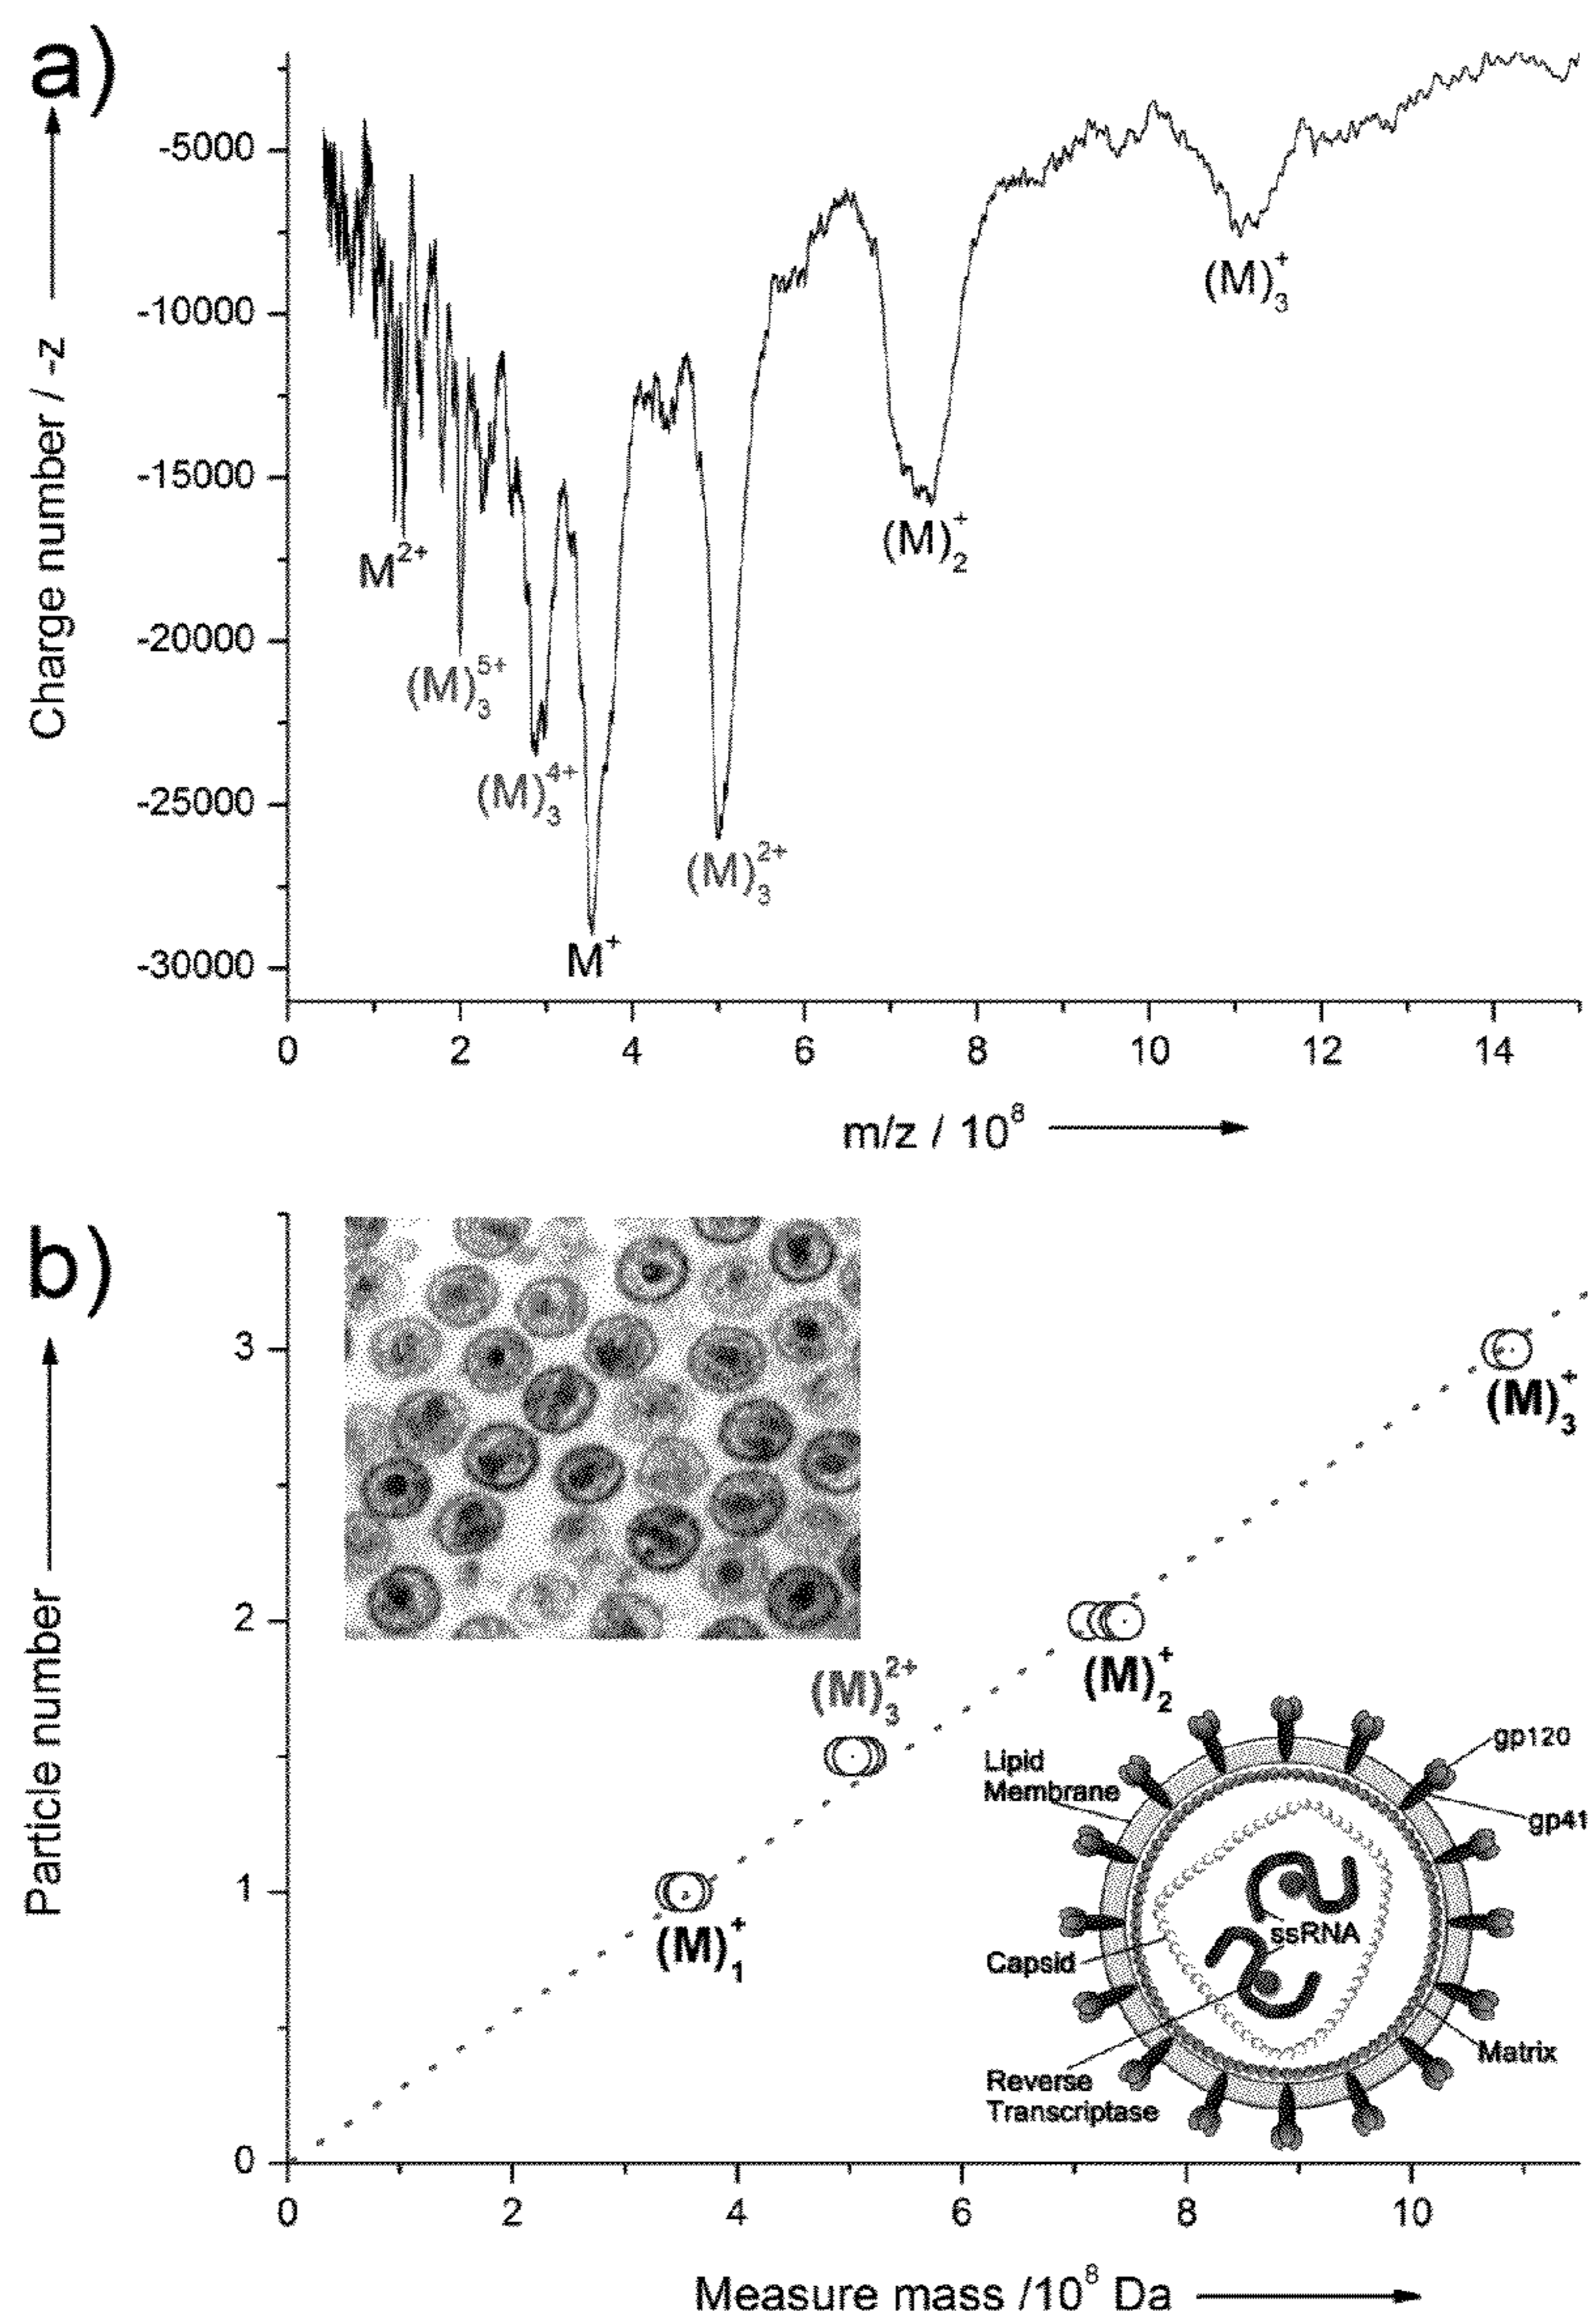 a)
Charge number / -z
-5000
-10000
-15000
-20000
-25000
-30000
M²⁺
(M)₃⁵⁺
(M)₃⁴⁺
M⁺
(M)₃²⁺
(M)₂⁺
(M)₃⁺
0 2 4 6 8 10 12 14
m/z / 10⁸
b)
Particle number
3
2
1
0
(M)₃⁺
(M)₃²⁺
(M)₂⁺
(M)₁⁺
gp120
Lipid
Membrane
gp41
ssRNA
Capsid
Matrix
Reverse
Transcriptase
0 2 4 6 8 10
Measure mass /10⁸ Da